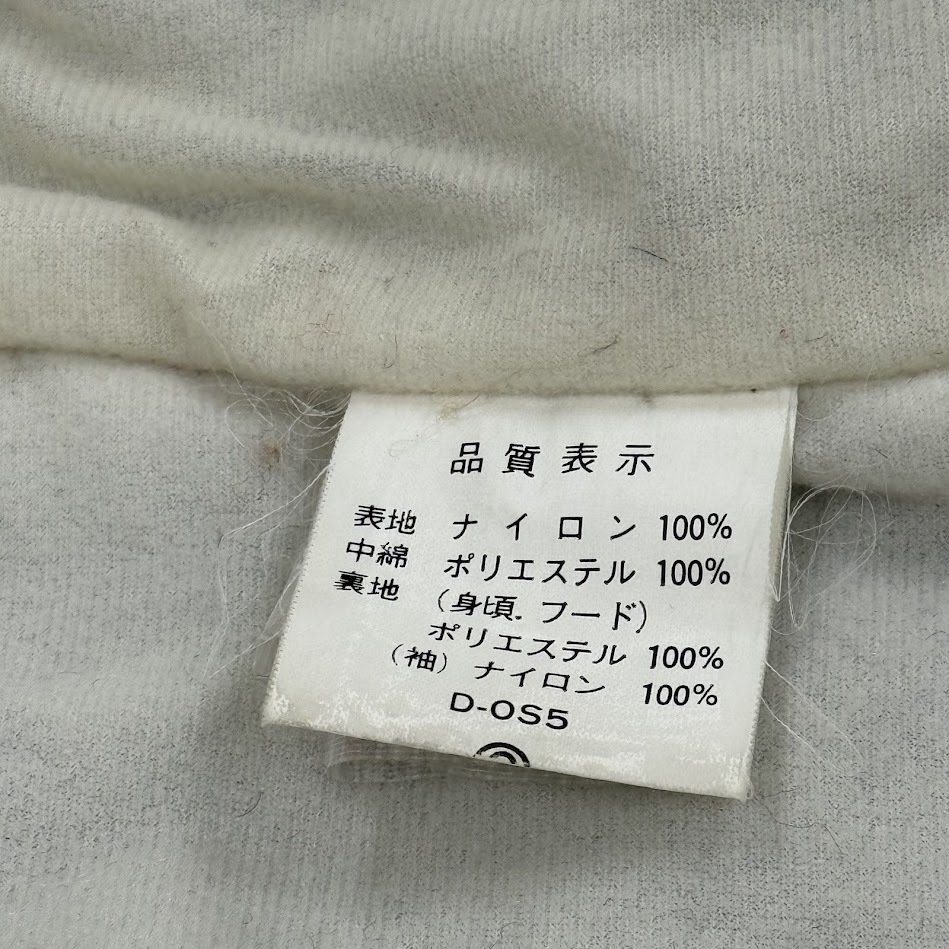 品質表示
表地 ナイロン 100%
中綿 ポリエステル 100%
裏地 (身頃.フード)
ポリエステル 100%
(袖) ナイロン 100%
D-OS5